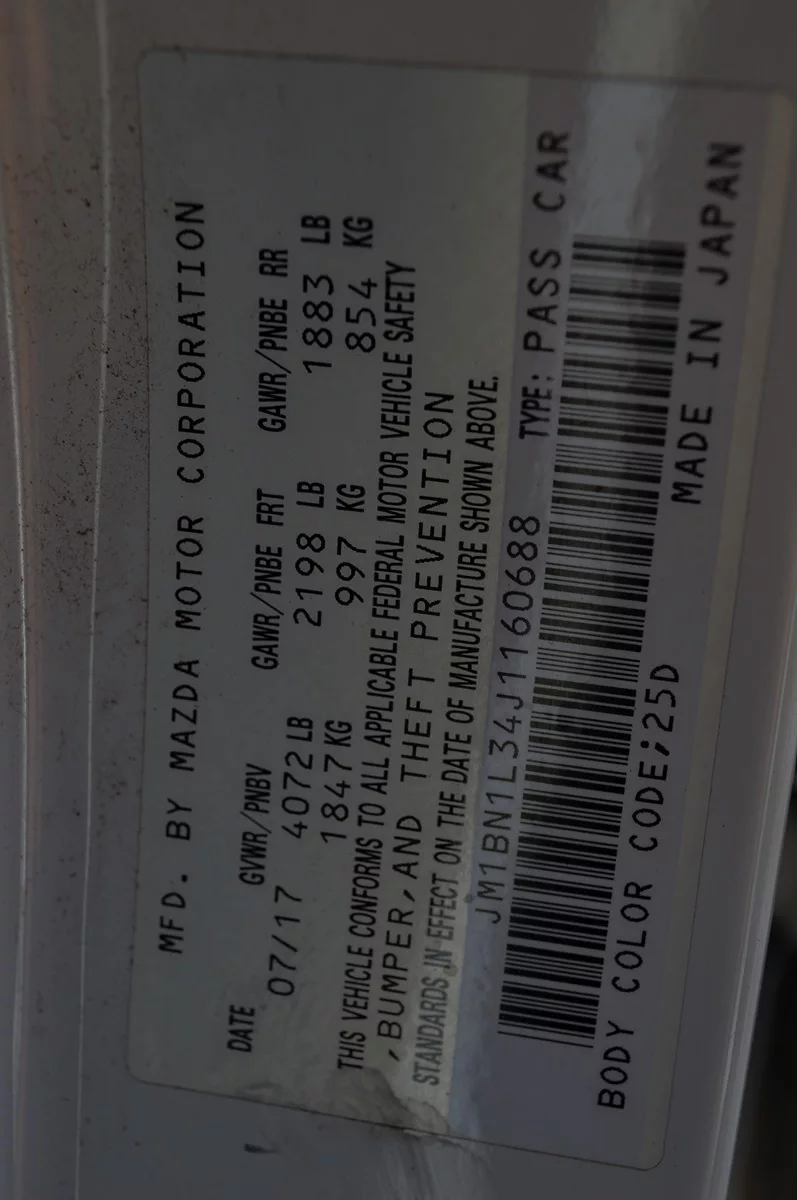 MFD. BY MAZDA MOTOR CORPORATION
DATE GVWR/PNBV GAWR/PNBE FRT GAWR/PNBE RR
07/17 4072 LB 2198 LB 1883 LB
1847 KG 997 KG 854 KG
THIS VEHICLE CONFORMS TO ALL APPLICABLE FEDERAL MOTOR VEHICLE SAFETY
,BUMPER,AND THEFT PREVENTION
STANDARDS IN EFFECT ON THE DATE OF MANUFACTURE SHOWN ABOVE.
JM1BN1L34J1160688 TYPE: PASS CAR
BODY COLOR CODE;25D MADE IN JAPAN